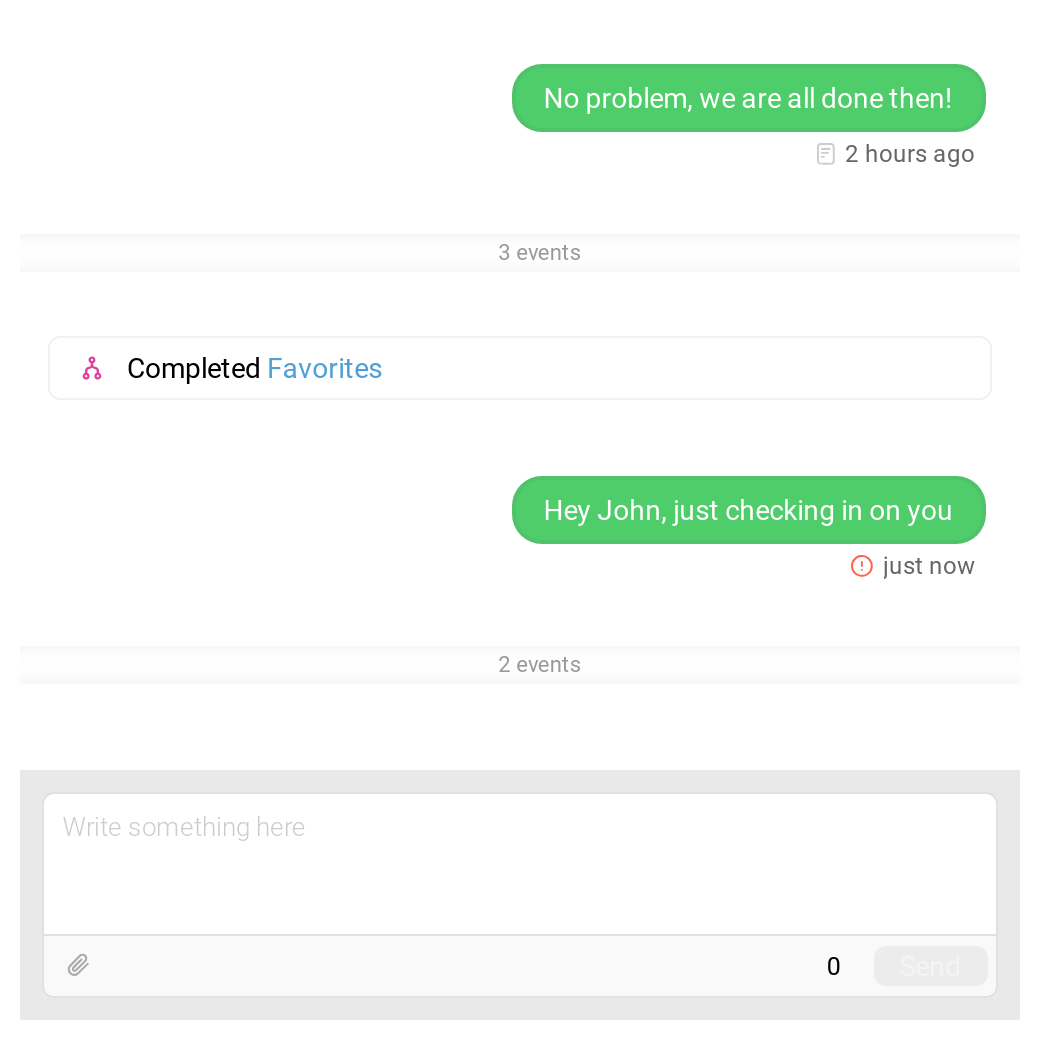 No problem, we are all done then!
2 hours ago
3 events
Completed Favorites
Hey John, just checking in on you
just now
2 events
Write something here
0
Send